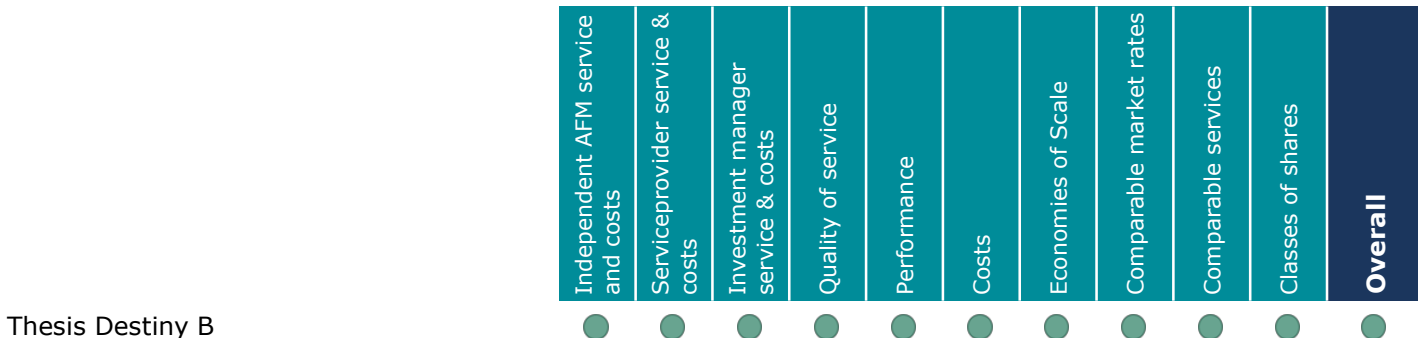 Independent AFM service
and costs
Serviceprovider service &
costs
Investment manager
service & costs
Quality of service
Performance
Costs
Economies of Scale
Comparable market rates
Comparable services
Classes of shares
Overall
Thesis Destiny B